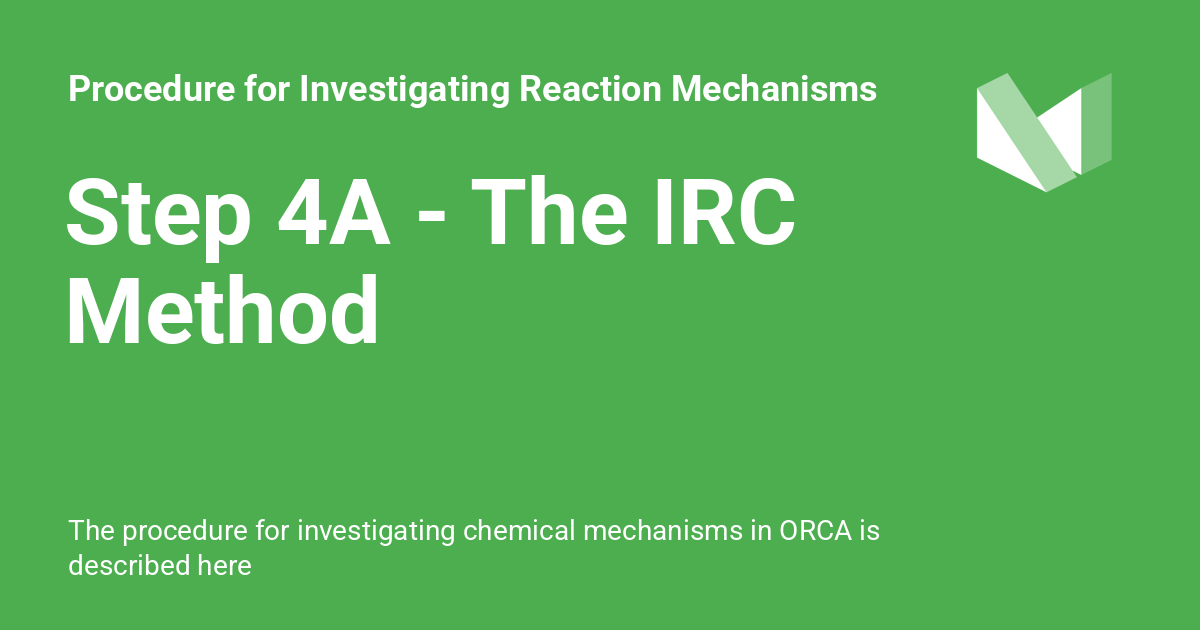 Procedure for Investigating Reaction Mechanisms
Step 4A - The IRC
Method
The procedure for investigating chemical mechanisms in ORCA is
described here